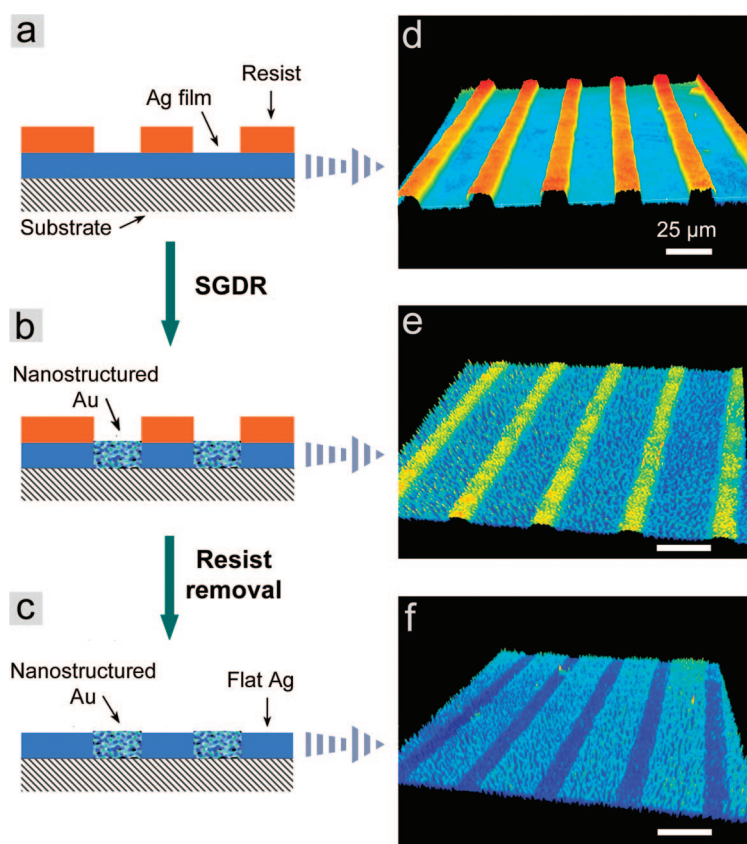 a
Resist
Ag film
Substrate
SGDR
b
Nanostructured
Au
Resist
removal
c
Nanostructured
Au
Flat Ag
d
25 µm
e
f